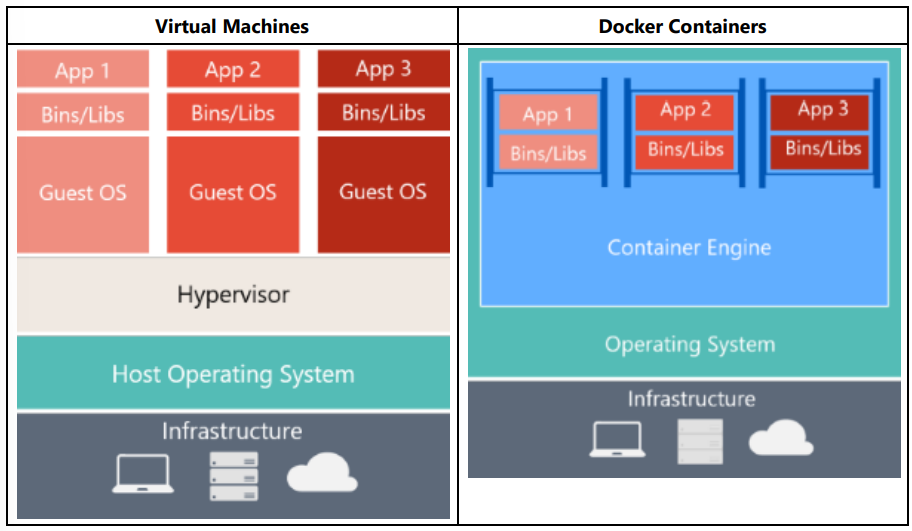 Virtual Machines
App 1 App 2 App 3
Bins/Libs Bins/Libs Bins/Libs
Guest OS Guest OS Guest OS
Hypervisor
Host Operating System
Infrastructure
Docker Containers
App 1 App 2 App 3
Bins/Libs Bins/Libs Bins/Libs
Container Engine
Operating System
Infrastructure